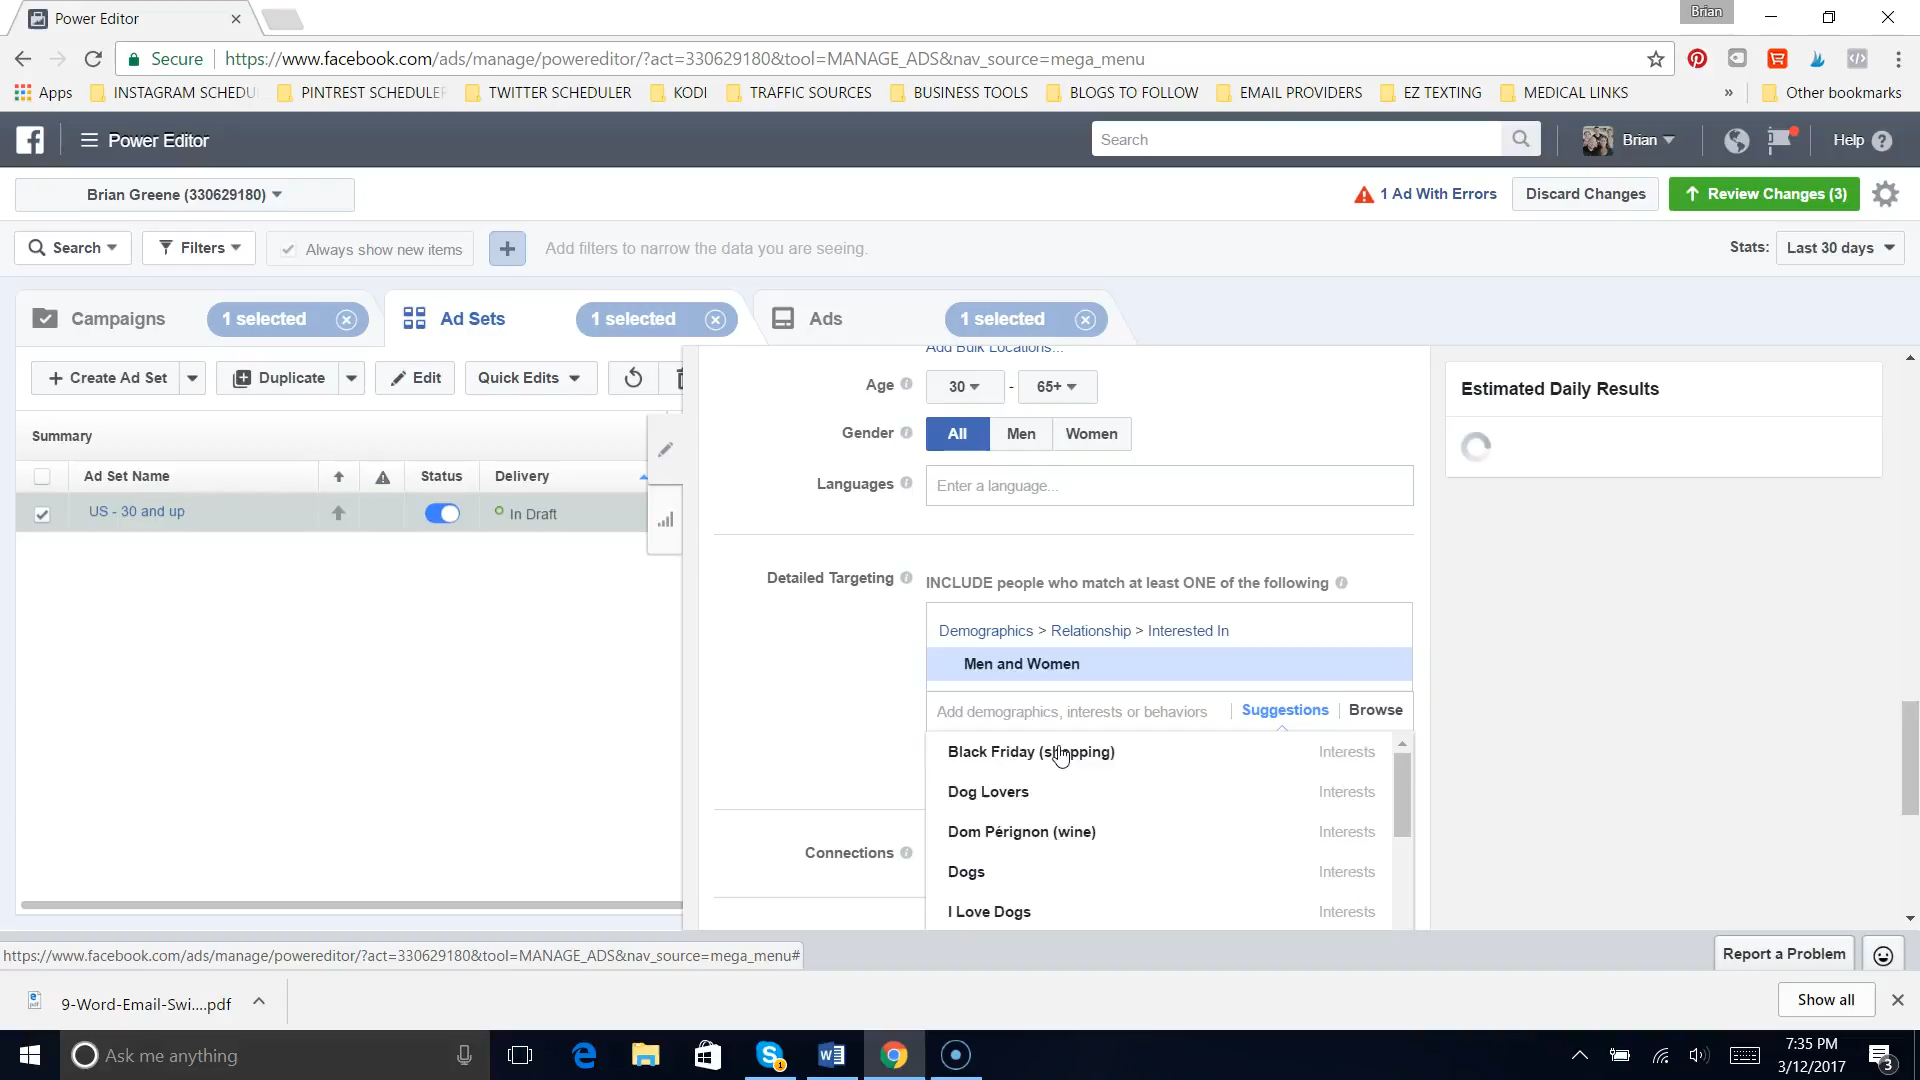 Power Editor
Brian
Secure https://www.facebook.com/ads/manage/powereditor/?act=330629180&tool=MANAGE_ADS&nav_source=mega_menu
Apps INSTAGRAM SCHEDU PINTREST SCHEDULER TWITTER SCHEDULER KODI TRAFFIC SOURCES BUSINESS TOOLS BLOGS TO FOLLOW EMAIL PROVIDERS EZ TEXTING MEDICAL LINKS » Other bookmarks
Power Editor Search Brian Help ?
Brian Greene (330629180) 1 Ad With Errors Discard Changes Review Changes (3)
Search Filters Always show new items + Add filters to narrow the data you are seeing. Stats: Last 30 days
Campaigns 1 selected Ad Sets 1 selected Ads 1 selected
Add Bulk Locations...
+ Create Ad Set Duplicate Edit Quick Edits
Age 30 - 65+
Estimated Daily Results
Summary
Gender All Men Women
Ad Set Name Status Delivery
Languages Enter a language...
US - 30 and up In Draft
Detailed Targeting INCLUDE people who match at least ONE of the following
Demographics > Relationship > Interested In
Men and Women
Add demographics, interests or behaviors Suggestions Browse
Black Friday (shopping) Interests
Dog Lovers Interests
Dom Pérignon (wine) Interests
Connections
Dogs Interests
I Love Dogs Interests
https://www.facebook.com/ads/manage/powereditor/?act=330629180&tool=MANAGE_ADS&nav_source=mega_menu#
Report a Problem
9-Word-Email-Swi....pdf Show all
Ask me anything
1
7:35 PM
3/12/2017
3